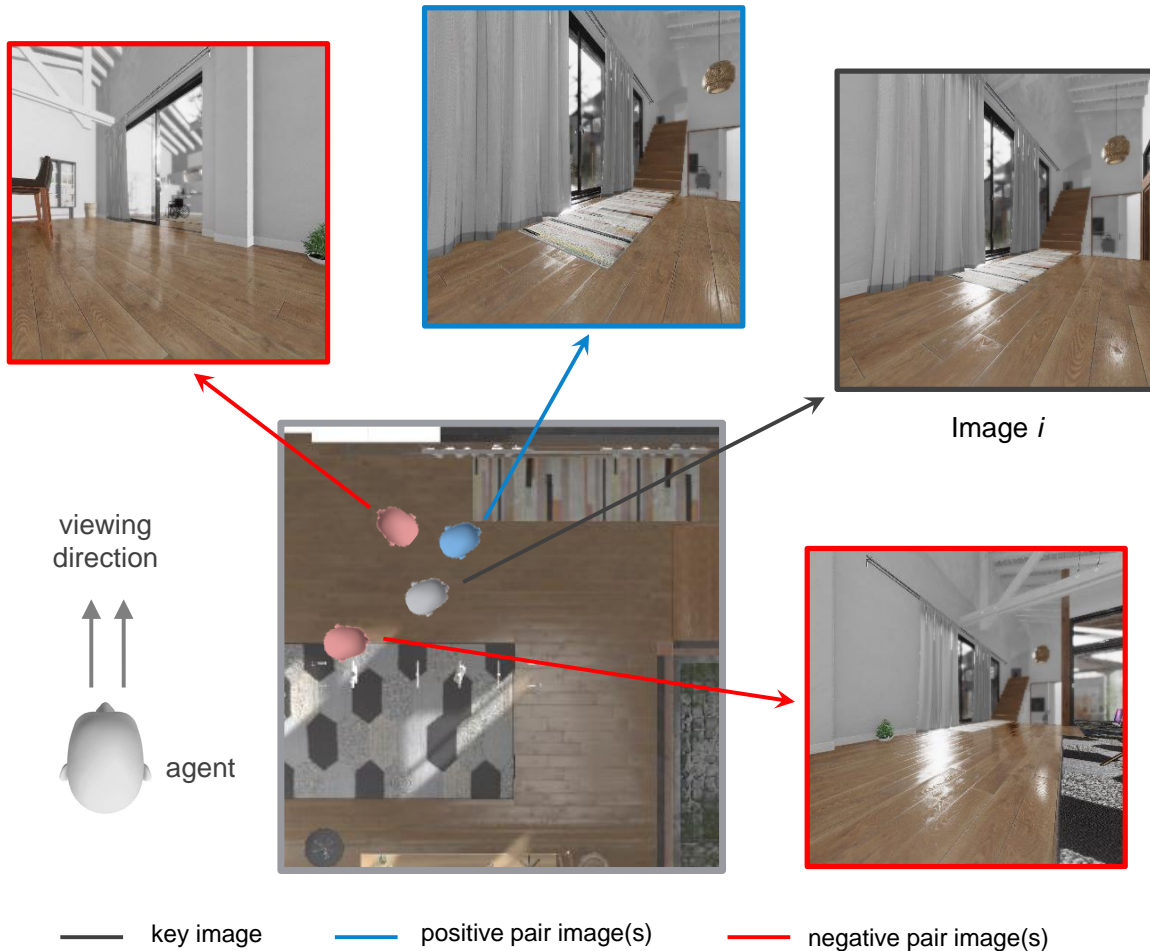 Image i
viewing
direction
agent
key image
positive pair image(s)
negative pair image(s)